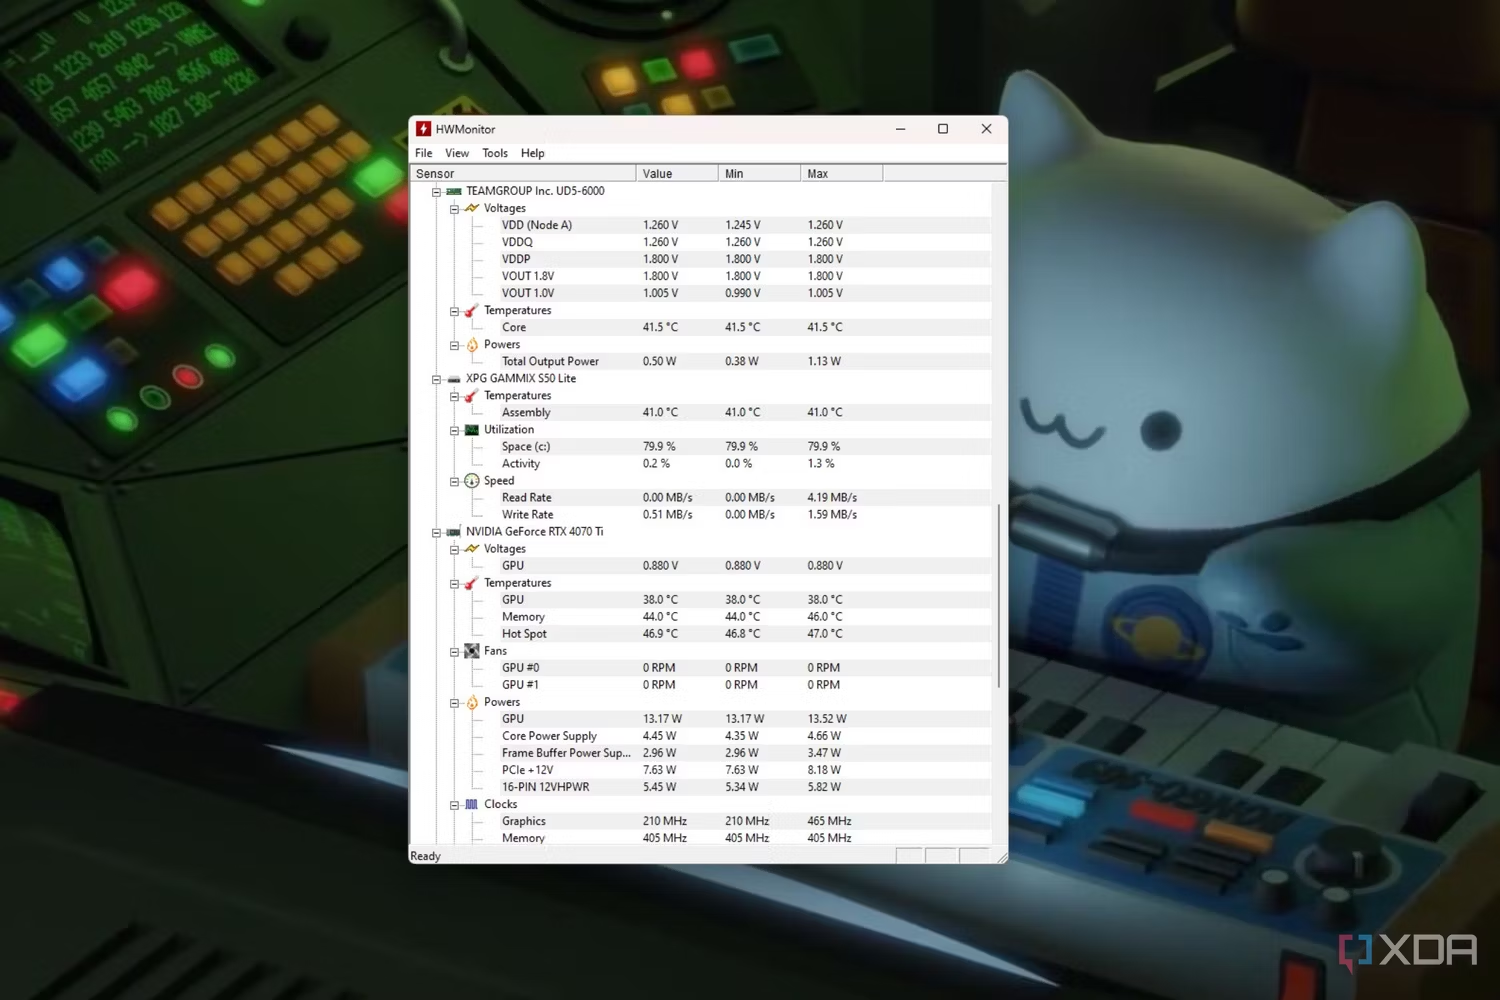 HWMonitor
File View Tools Help
Sensor Value Min Max
TEAMGROUP Inc. UD5-6000
Voltages
VDD (Node A) 1.260 V 1.245 V 1.260 V
VDDQ 1.260 V 1.260 V 1.260 V
VDDP 1.800 V 1.800 V 1.800 V
VOUT 1.8V 1.800 V 1.800 V 1.800 V
VOUT 1.0V 1.005 V 0.990 V 1.005 V
Temperatures
Core 41.5 °C 41.5 °C 41.5 °C
Powers
Total Output Power 0.50 W 0.38 W 1.13 W
XPG GAMMIX S50 Lite
Temperatures
Assembly 41.0 °C 41.0 °C 41.0 °C
Utilization
Space (c:) 79.9 % 79.9 % 79.9 %
Activity 0.2 % 0.0 % 1.3 %
Speed
Read Rate 0.00 MB/s 0.00 MB/s 4.19 MB/s
Write Rate 0.51 MB/s 0.00 MB/s 1.59 MB/s
NVIDIA GeForce RTX 4070 Ti
Voltages
GPU 0.880 V 0.880 V 0.880 V
Temperatures
GPU 38.0 °C 38.0 °C 38.0 °C
Memory 44.0 °C 44.0 °C 46.0 °C
Hot Spot 46.9 °C 46.8 °C 47.0 °C
Fans
GPU #0 0 RPM 0 RPM 0 RPM
GPU #1 0 RPM 0 RPM 0 RPM
Powers
GPU 13.17 W 13.17 W 13.52 W
Core Power Supply 4.45 W 4.35 W 4.66 W
Frame Buffer Power Sup... 2.96 W 2.96 W 3.47 W
PCIe +12V 7.63 W 7.63 W 8.18 W
16-PIN 12VHPWR 5.45 W 5.34 W 5.82 W
Clocks
Graphics 210 MHz 210 MHz 465 MHz
Memory 405 MHz 405 MHz 405 MHz
Ready
XDA